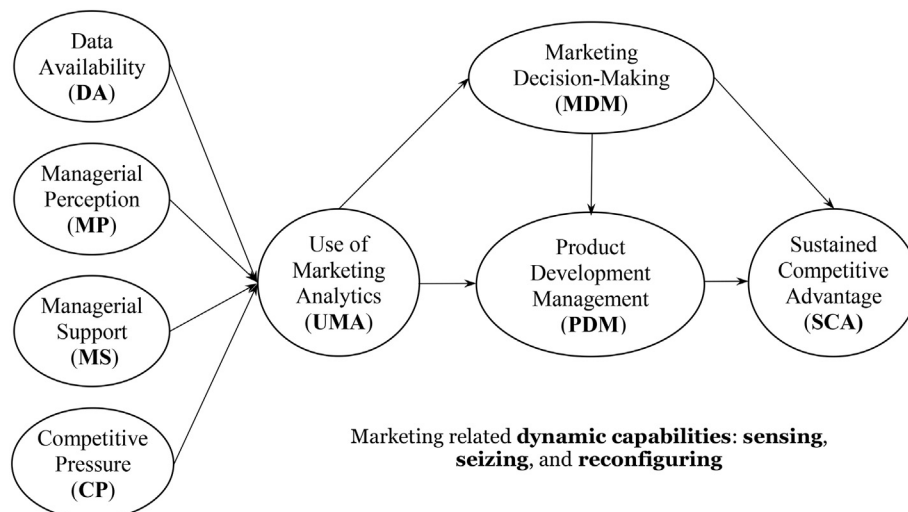 Data
Availability
(DA)
Managerial
Perception
(MP)
Managerial
Support
(MS)
Competitive
Pressure
(CP)
Use of
Marketing
Analytics
(UMA)
Marketing
Decision-Making
(MDM)
Product
Development
Management
(PDM)
Sustained
Competitive
Advantage
(SCA)
Marketing related dynamic capabilities: sensing,
seizing, and reconfiguring